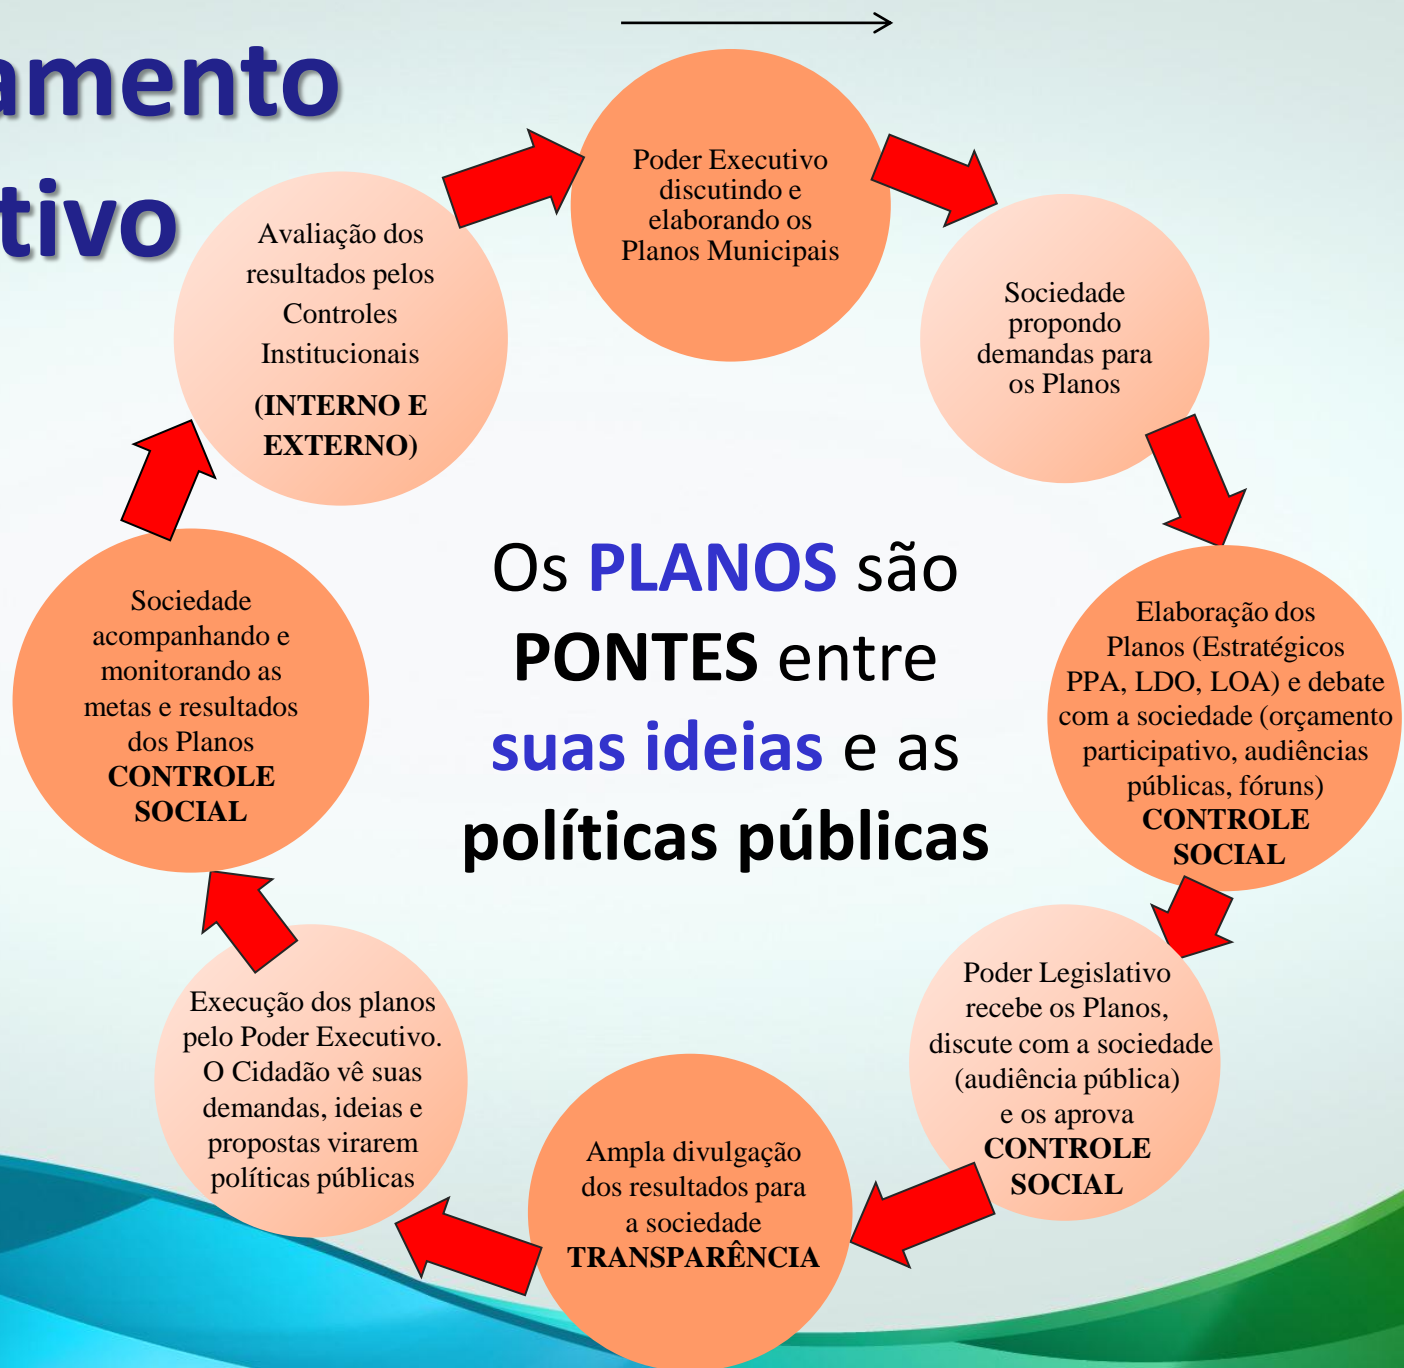 amento
tivo
Poder Executivo
discutindo e
elaborando os
Planos Municipais
Sociedade
propondo
demandas para
os Planos
Elaboração dos
Planos (Estratégicos
PPA, LDO, LOA) e debate
com a sociedade (orçamento
participativo, audiências
públicas, fóruns)
CONTROLE
SOCIAL
Poder Legislativo
recebe os Planos,
discute com a sociedade
(audiência pública)
e os aprova
CONTROLE
SOCIAL
Ampla divulgação
dos resultados para
a sociedade
TRANSPARÊNCIA
Execução dos planos
pelo Poder Executivo.
O Cidadão vê suas
demandas, ideias e
propostas virarem
políticas públicas
Sociedade
acompanhando e
monitorando as
metas e resultados
dos Planos
CONTROLE
SOCIAL
Avaliação dos
resultados pelos
Controles
Institucionais
(INTERNO E
EXTERNO)
Os PLANOS são
PONTES entre
suas ideias e as
políticas públicas